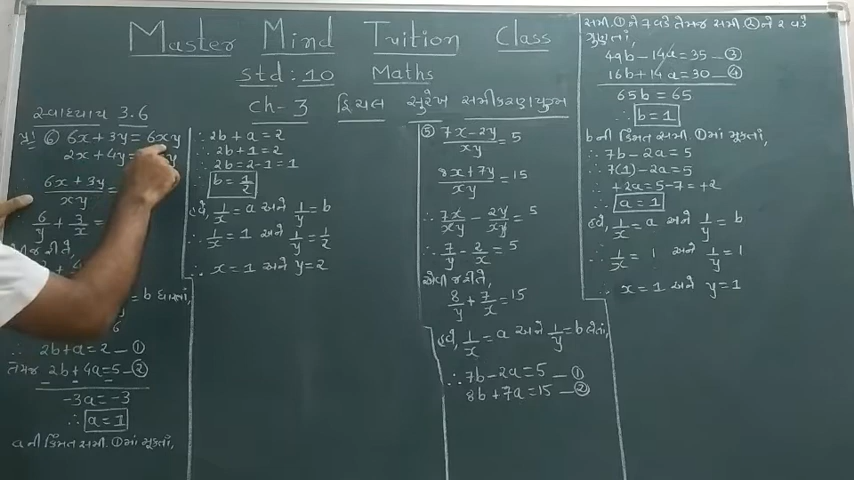 Master Mind Tuition Class
std : 10 Maths
ch - 3 દ્વિચલ સુરેખ સમીકરણયુગ્મ
સ્વાધ્યાય 3.6
પ્ર.1 ⑥ 6x + 3y = 6xy
2x + 4y =
6x + 3y / xy =
6/y + 3/x =
= b ધારતા,
∴ 2b + a = 2 — ①
તેમજ 2b + 4a = 5 — ②
-3a = -3
∴ a = 1
a ની કિંમત સમી. ① માં મૂકતાં,
∴ 2b + a = 2
∴ 2b + 1 = 2
∴ 2b = 2 - 1 = 1
b = 1/2
હવે, 1/x = a અને 1/y = b
∴ 1/x = 1 અને 1/y = 1/2
∴ x = 1 અને y = 2
⑤ 7x - 2y / xy = 5
8x + 7y / xy = 15
∴ 7x/xy - 2y/xy = 5
∴ 7/y - 2/x = 5
એવી જ રીતે,
8/y + 7/x = 15
હવે, 1/x = a અને 1/y = b લેતાં,
∴ 7b - 2a = 5 — ①
8b + 7a = 15 — ②
સમી. ① ને 7 વડે તેમજ સમી. ② ને 2 વડે
ગુણતાં,
49b - 14a = 35 — ③
16b + 14a = 30 — ④
65b = 65
∴ b = 1
b ની કિંમત સમી. ① માં મૂકતાં,
∴ 7b - 2a = 5
∴ 7(1) - 2a = 5
∴ +2a = 5 - 7 = +2
∴ a = 1
હવે, 1/x = a અને 1/y = b
∴ 1/x = 1 અને 1/y = 1
∴ x = 1 અને y = 1